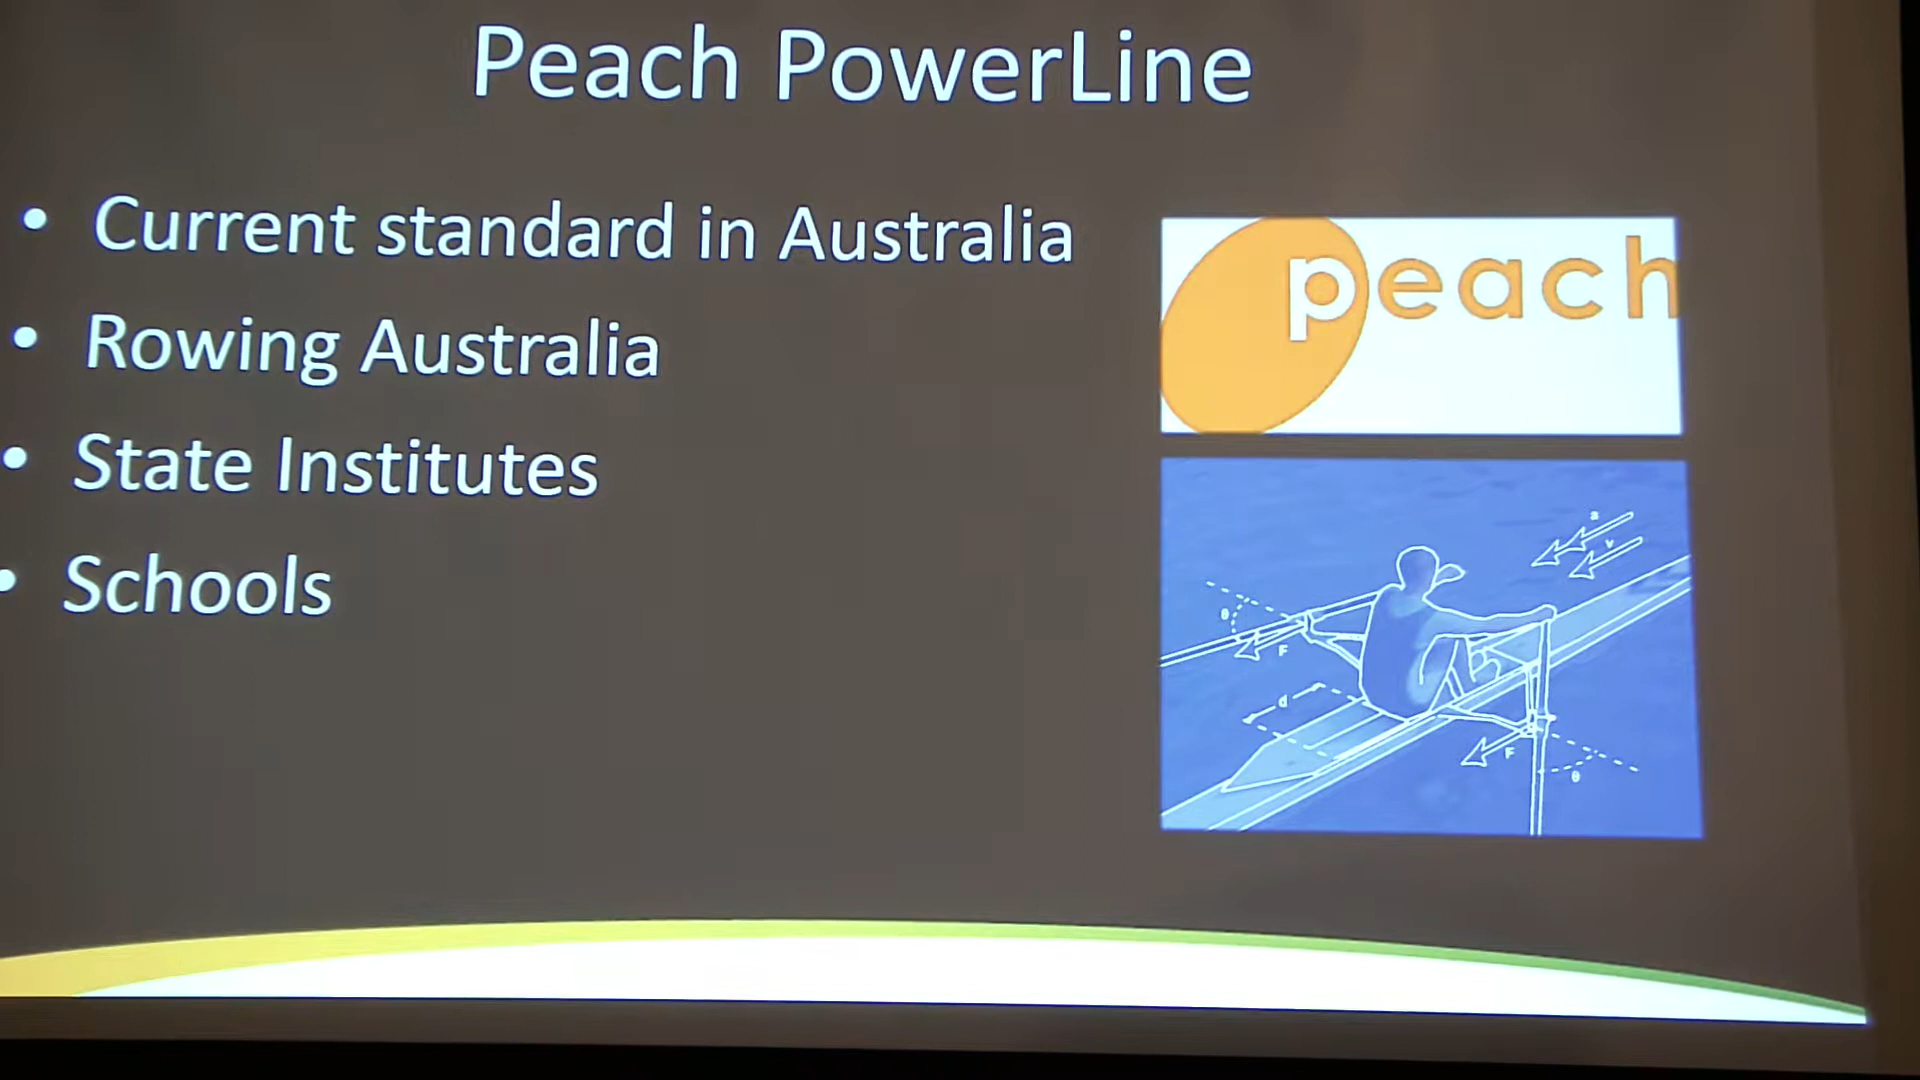 Peach PowerLine
• Current standard in Australia
• Rowing Australia
• State Institutes
• Schools
peach
a
v
θ
F
d
F
θ